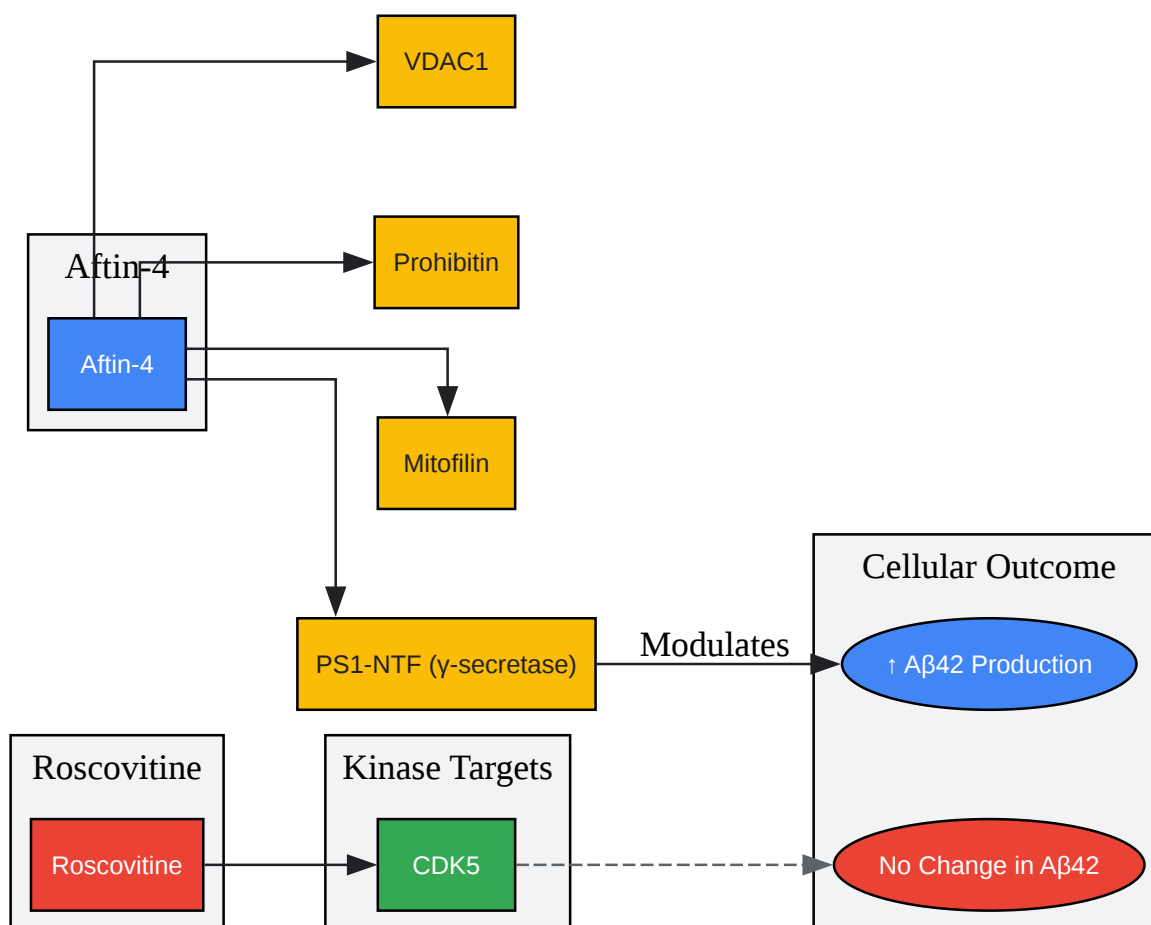 VDAC1
Prohibitin
Aftin-4
Aftin-4
Mitofilin
Cellular Outcome
Modulates
PS1-NTF (γ-secretase)
↑ Aβ42 Production
Roscovitine
Kinase Targets
Roscovitine
CDK5
No Change in Aβ42